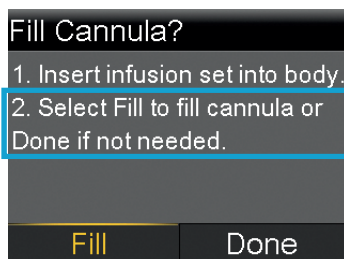 Fill Cannula?
1. Insert infusion set into body.
2. Select Fill to fill cannula or
Done if not needed.
Fill
Done